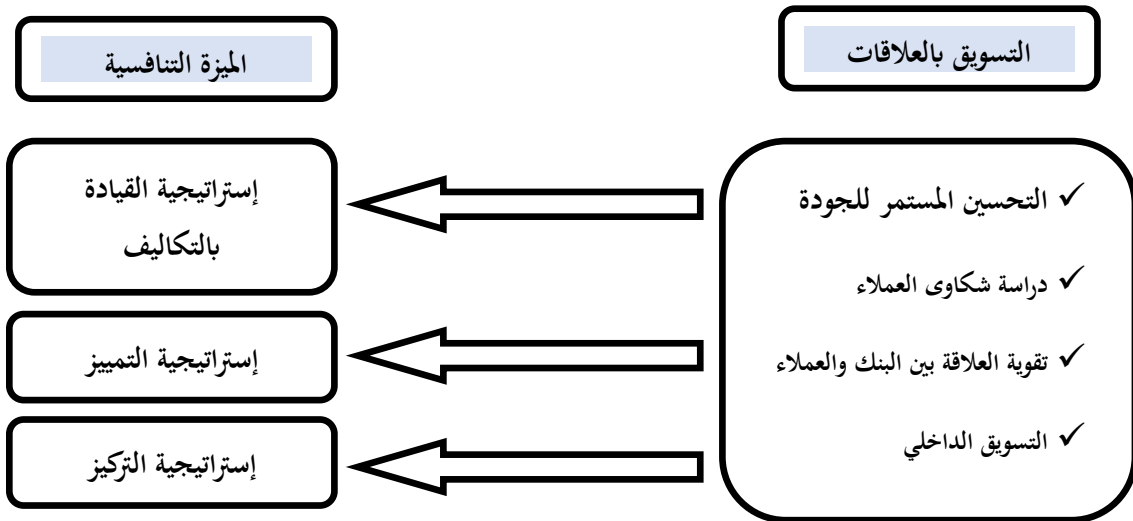 التسويق بالعلاقات
✓ التحسين المستمر للجودة
✓ دراسة شكاوى العملاء
✓ تقوية العلاقة بين البنك والعملاء
✓ التسويق الداخلي
الميزة التنافسية
إستراتيجية القيادة
بالتكاليف
إستراتيجية التمييز
إستراتيجية التركيز